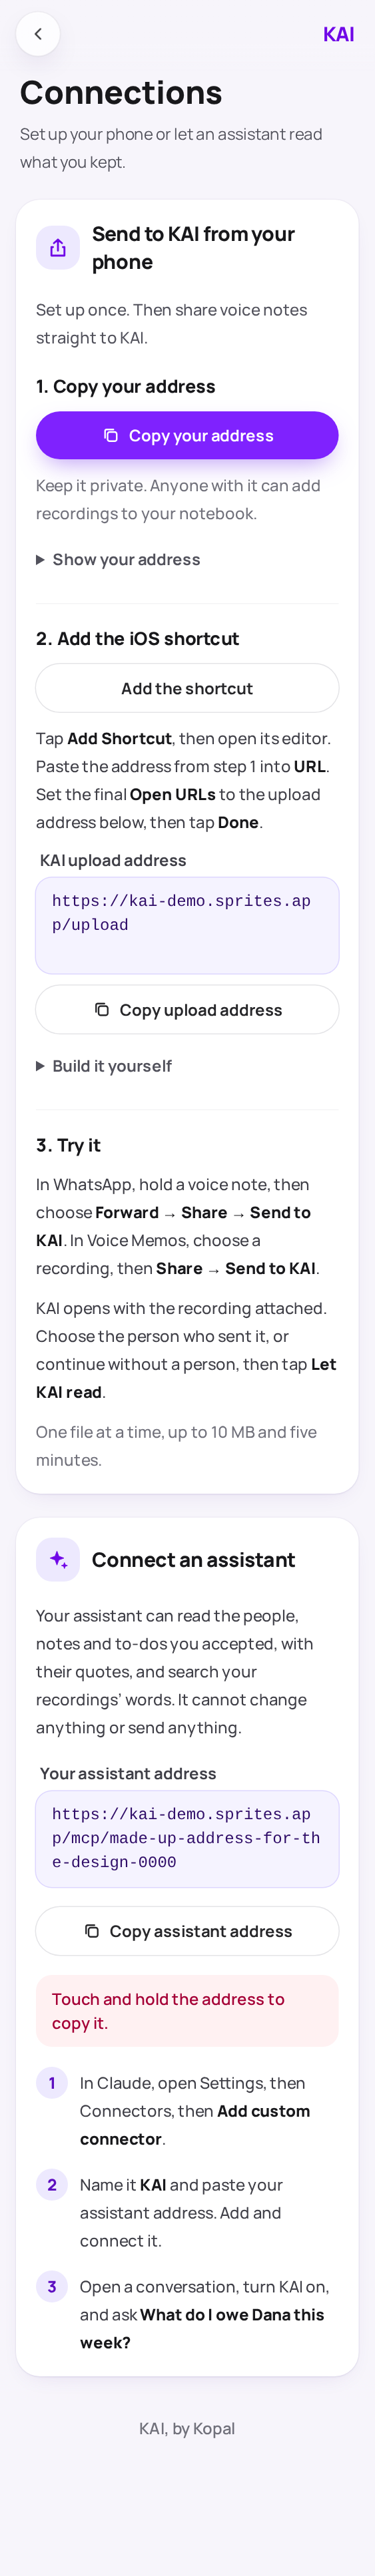 KAI
Connections
Set up your phone or let an assistant read
what you kept.
Send to KAI from your
phone
Set up once. Then share voice notes
straight to KAI.
1. Copy your address
Copy your address
Keep it private. Anyone with it can add
recordings to your notebook.
Show your address
2. Add the iOS shortcut
Add the shortcut
Tap Add Shortcut, then open its editor.
Paste the address from step 1 into URL.
Set the final Open URLs to the upload
address below, then tap Done.
KAI upload address
https://kai-demo.sprites.ap
p/upload
Copy upload address
Build it yourself
3. Try it
In WhatsApp, hold a voice note, then
choose Forward → Share → Send to
KAI. In Voice Memos, choose a
recording, then Share → Send to KAI.
KAI opens with the recording attached.
Choose the person who sent it, or
continue without a person, then tap Let
KAI read.
One file at a time, up to 10 MB and five
minutes.
Connect an assistant
Your assistant can read the people,
notes and to-dos you accepted, with
their quotes, and search your
recordings’ words. It cannot change
anything or send anything.
Your assistant address
https://kai-demo.sprites.ap
p/mcp/made-up-address-for-th
e-design-0000
Copy assistant address
Touch and hold the address to
copy it.
1 In Claude, open Settings, then
Connectors, then Add custom
connector.
2 Name it KAI and paste your
assistant address. Add and
connect it.
3 Open a conversation, turn KAI on,
and ask What do I owe Dana this
week?
KAI, by Kopal